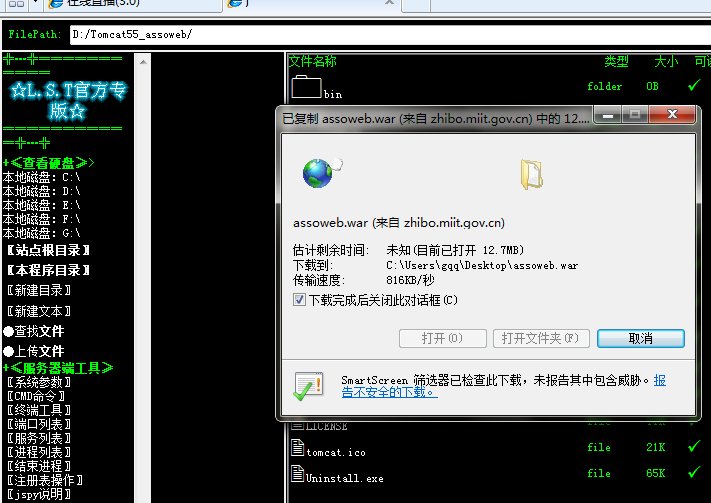 在线直播(3.0)
FilePath: D:/Tomcat55_assoweb/
☆L.S.T官方专
版☆
+≪查看硬盘≫>
本地磁盘: C:\
本地磁盘: D:\
本地磁盘: E:\
本地磁盘: F:\
本地磁盘: G:\
〖站点根目录〗
〖本程序目录〗
〖新建目录〗
〖新建文本〗
●查找文件
●上传文件
+≪服务器端工具≫
〖系统参数〗
〖CMD命令〗
〖终端工具〗
〖端口列表〗
〖服务列表〗
〖进程列表〗
〖结束进程〗
〖注册表操作〗
〖jspy说明〗
文件名称 类型 大小 可
bin folder 0B ✓
已复制 assoweb.war (来自 zhibo.miit.gov.cn) 中的 12....
assoweb.war (来自 zhibo.miit.gov.cn)
估计剩余时间: 未知(目前已打开 12.7MB)
下载到: C:\Users\gqq\Desktop\assoweb.war
传输速度: 816KB/秒
下载完成后关闭此对话框(C)
打开(O) 打开文件夹(F) 取消
SmartScreen 筛选器已检查此下载，未报告其中包含威胁。报
告不安全的下载。
LICENSE
tomcat.ico file 21K ✓
Uninstall.exe file 65K ✓